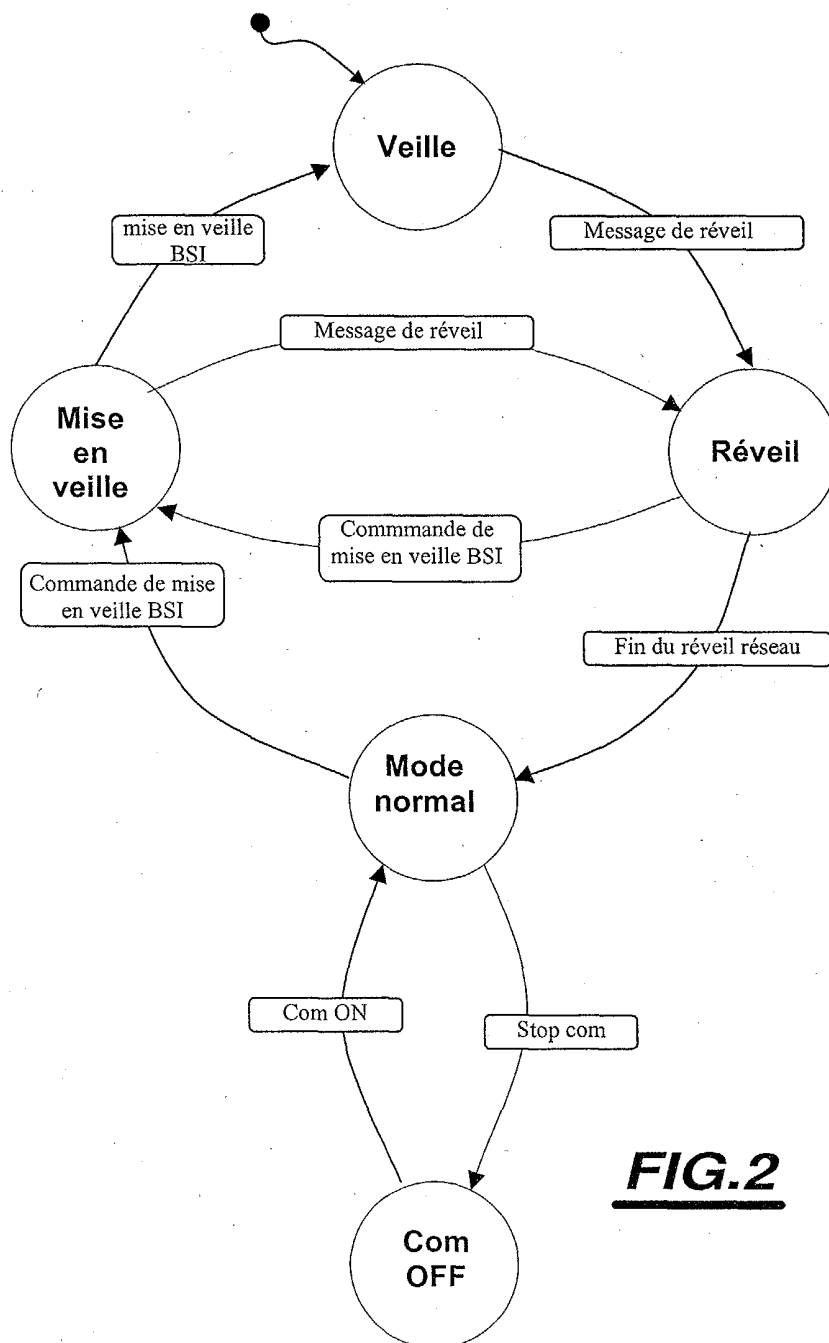 Veille
mise en veille
BSI
Message de réveil
Message de réveil
Mise
en
veille
Réveil
Commmande de
mise en veille BSI
Commande de mise
en veille BSI
Fin du réveil réseau
Mode
normal
Com ON
Stop com
FIG.2
Com
OFF